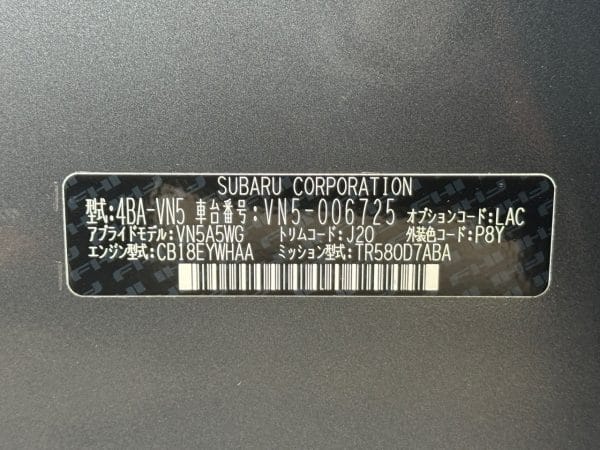 SUBARU CORPORATION
型式:4BA-VN5 車台番号:VN5-006725 オプションコード:LAC
アプライドモデル:VN5A5WG トリムコード:J20 外装色コード:P8Y
エンジン型式:CB18EYWHAA ミッション型式:TR580D7ABA